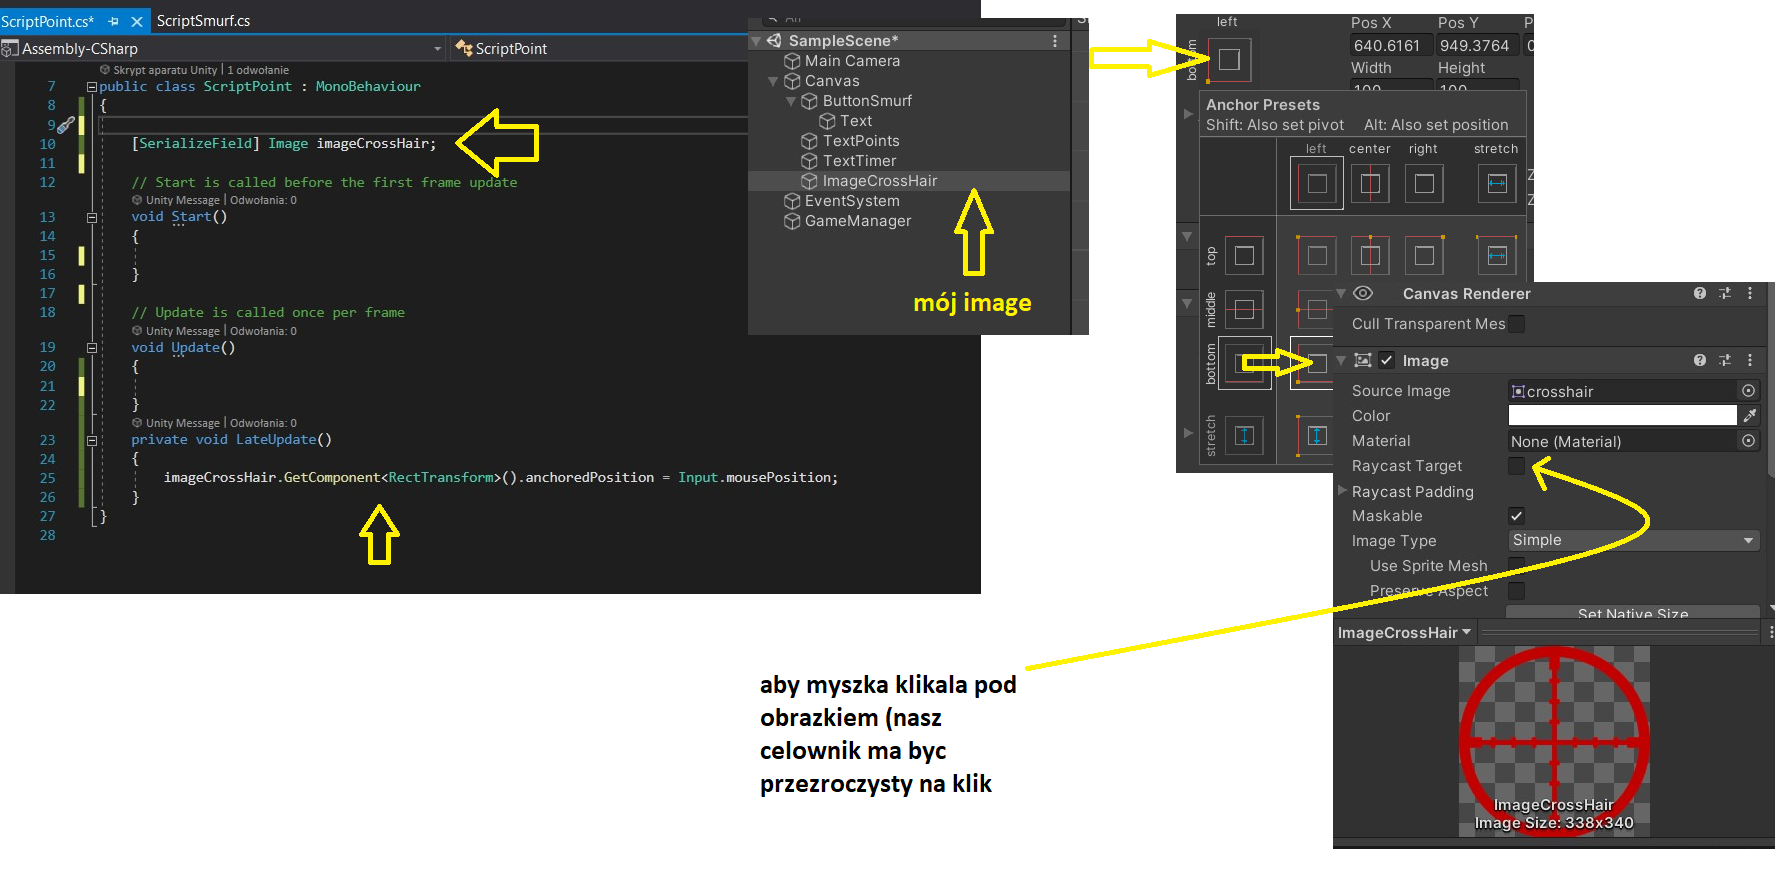 ScriptPoint.cs*
ScriptSmurf.cs
Assembly-CSharp
ScriptPoint
Skrypt aparatu Unity | 1 odwołanie
7 public class ScriptPoint : MonoBehaviour
8 {
9
10 [SerializeField] Image imageCrossHair;
11
12 // Start is called before the first frame update
Unity Message | Odwołania: 0
13 void Start()
14 {
15
16 }
17
18 // Update is called once per frame
Unity Message | Odwołania: 0
19 void Update()
20 {
21
22 }
Unity Message | Odwołania: 0
23 private void LateUpdate()
24 {
25 imageCrossHair.GetComponent<RectTransform>().anchoredPosition = Input.mousePosition;
26 }
27 }
28
All
SampleScene*
Main Camera
Canvas
ButtonSmurf
Text
TextPoints
TextTimer
ImageCrossHair
EventSystem
GameManager
mój image
left
Pos X Pos Y P
bottom
640.6161 949.3764 0
Width Height
100 100
Anchor Presets
Shift: Also set pivot Alt: Also set position
left center right stretch
top
middle
bottom
stretch
Canvas Renderer
Cull Transparent Mes
Image
Source Image crosshair
Color
Material None (Material)
Raycast Target
Raycast Padding
Maskable
Image Type Simple
Use Sprite Mesh
Preserve Aspect
Set Native Size
ImageCrossHair
ImageCrossHair
Image Size: 338x340
aby myszka klikala pod
obrazkiem (nasz
celownik ma byc
przezroczysty na klik